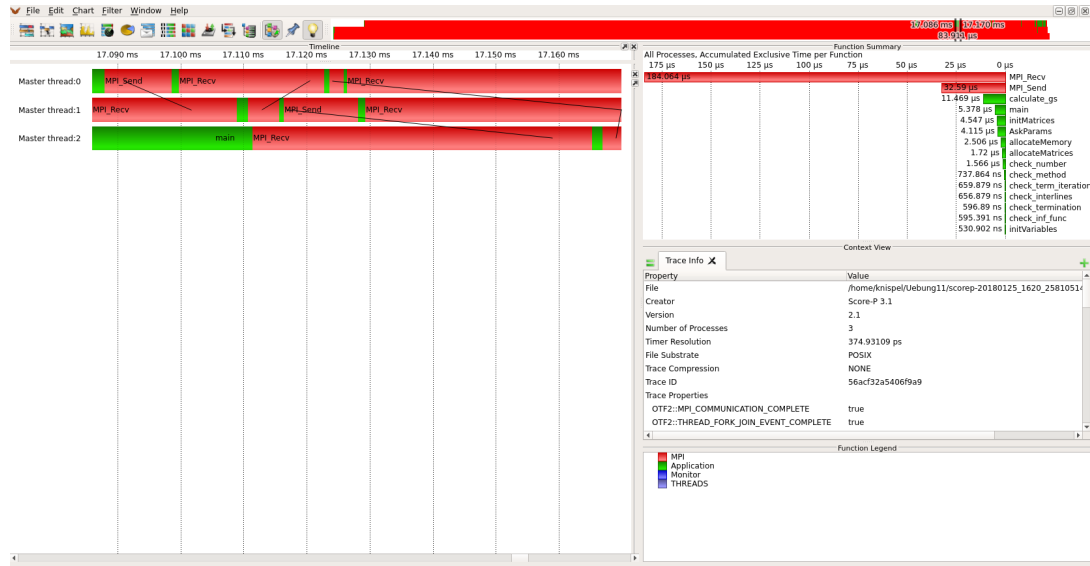 File Edit Chart Filter Window Help
17.086 ms 17.170 ms
83.911 µs
Timeline
17.090 ms 17.100 ms 17.110 ms 17.120 ms 17.130 ms 17.140 ms 17.150 ms 17.160 ms
Master thread:0 MPI_Send MPI_Recv MPI_Recv
Master thread:1 MPI_Recv MPI_Send MPI_Recv
Master thread:2 main MPI_Recv
Function Summary
All Processes, Accumulated Exclusive Time per Function
175 µs 150 µs 125 µs 100 µs 75 µs 50 µs 25 µs 0 µs
184.064 µs MPI_Recv
32.59 µs MPI_Send
11.469 µs calculate_gs
5.378 µs main
4.547 µs initMatrices
4.115 µs AskParams
2.506 µs allocateMemory
1.72 µs allocateMatrices
1.566 µs check_number
737.864 ns check_method
659.879 ns check_term_iteration
656.879 ns check_interlines
596.89 ns check_termination
595.391 ns check_inf_func
530.902 ns initVariables
Context View
Trace Info
Property Value
File /home/knispel/Uebung11/scorep-20180125_1620_25810514
Creator Score-P 3.1
Version 2.1
Number of Processes 3
Timer Resolution 374.93109 ps
File Substrate POSIX
Trace Compression NONE
Trace ID 56acf32a5406f9a9
Trace Properties
OTF2::MPI_COMMUNICATION_COMPLETE true
OTF2::THREAD_FORK_JOIN_EVENT_COMPLETE true
Function Legend
MPI
Application
Monitor
THREADS